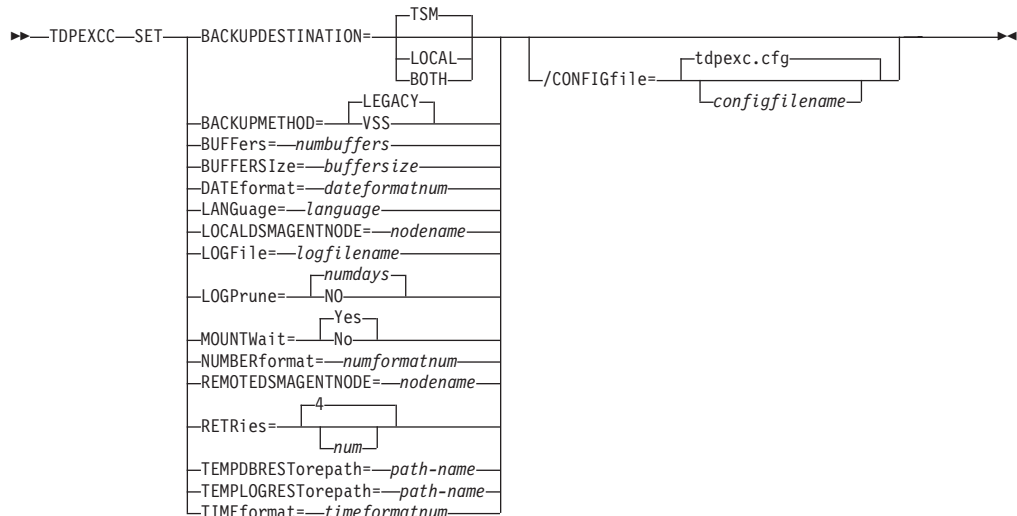 TSM
TDPEXCC SET BACKUPDESTINATION=
LOCAL
BOTH
tdpexc.cfg
/CONFIGfile=
configfilename
LEGACY
BACKUPMETHOD= VSS
BUFFers= numbuffers
BUFFERSIze= buffersize
DATEformat= dateformatnum
LANGuage= language
LOCALDSMAGENTNODE= nodename
LOGFile= logfilename
numdays
LOGPrune= NO
Yes
MOUNTWait= No
NUMBERformat= numformatnum
REMOTEDSMAGENTNODE= nodename
4
RETRies=
num
TEMPDBRESTorepath= path-name
TEMPLOGRESTorepath= path-name
TIMEformat= timeformatnum